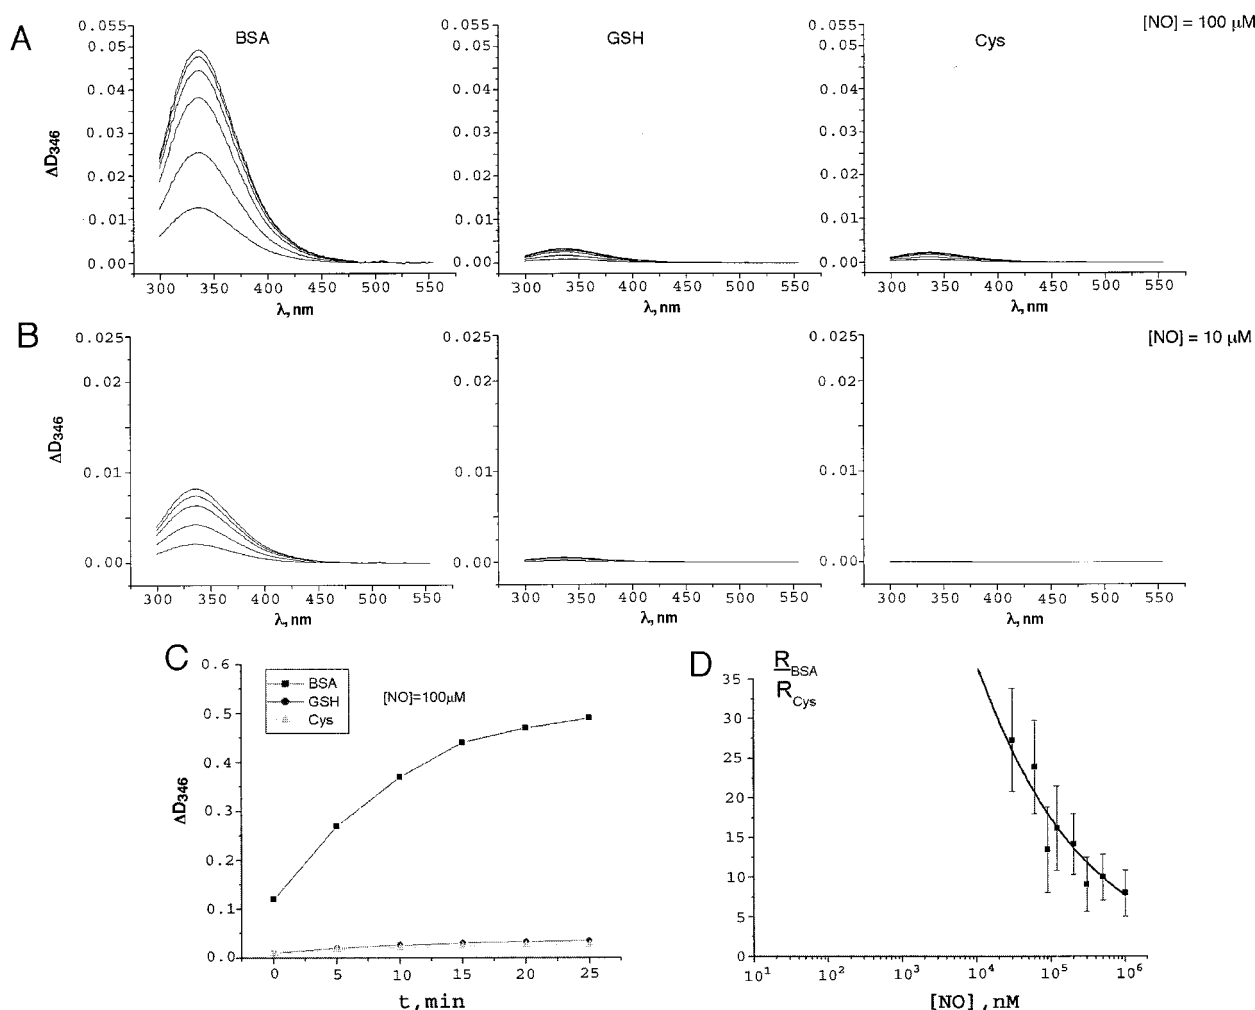 A
BSA
GSH
Cys
[NO] = 100 μM
ΔD346
0.055
0.05
0.04
0.03
0.02
0.01
0.00
300 350 400 450 500 550
λ, nm
0.055
0.05
0.04
0.03
0.02
0.01
0.00
300 350 400 450 500 550
λ, nm
0.055
0.05
0.04
0.03
0.02
0.01
0.00
300 350 400 450 500 550
λ, nm
B
[NO] = 10 μM
ΔD346
0.025
0.02
0.01
0.00
300 350 400 450 500 550
λ, nm
0.025
0.02
0.01
0.00
300 350 400 450 500 550
λ, nm
0.025
0.02
0.01
0.00
300 350 400 450 500 550
λ, nm
C
BSA
GSH
Cys
[NO]=100μM
ΔD346
0.6
0.5
0.4
0.3
0.2
0.1
0.0
0 5 10 15 20 25
t, min
D
R BSA
R Cys
35
30
25
20
15
10
5
0
10^1 10^2 10^3 10^4 10^5 10^6
[NO] , nM